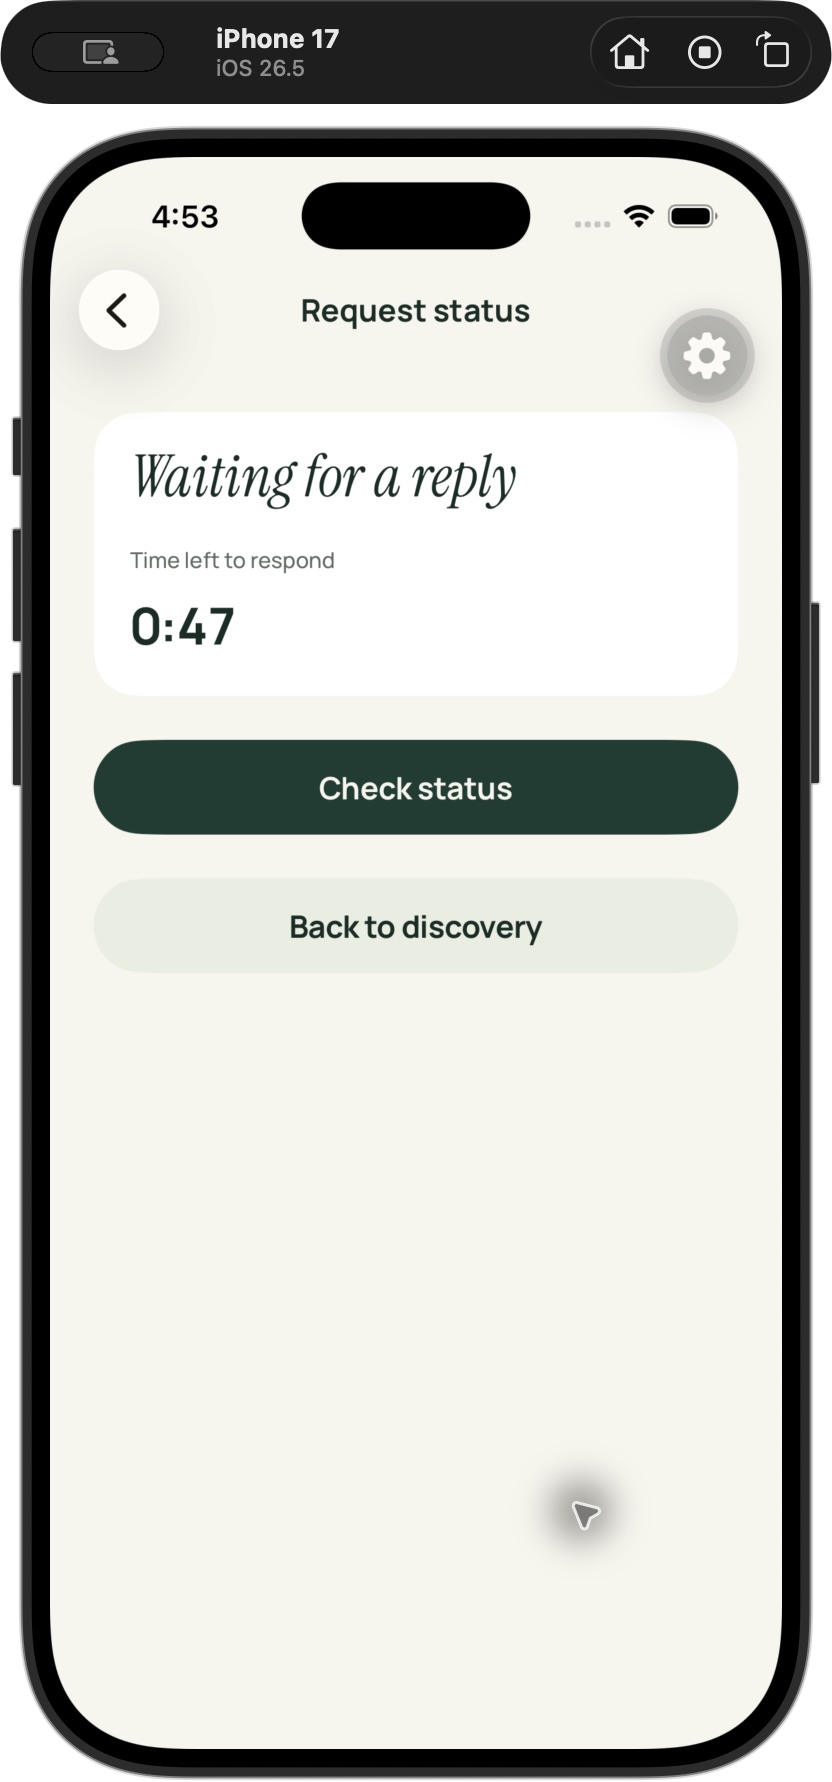 iPhone 17
iOS 26.5
4:53
Request status
Waiting for a reply
Time left to respond
0:47
Check status
Back to discovery